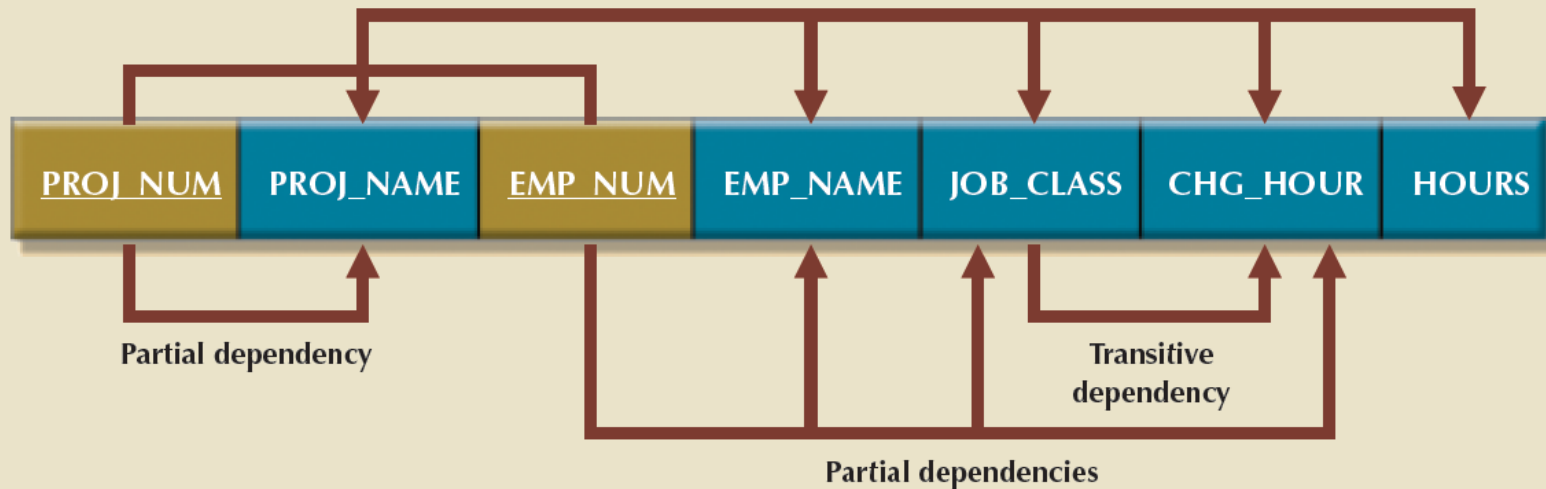 PROJ_NUM PROJ_NAME EMP_NUM EMP_NAME JOB_CLASS CHG_HOUR HOURS
Partial dependency
Transitive
dependency
Partial dependencies